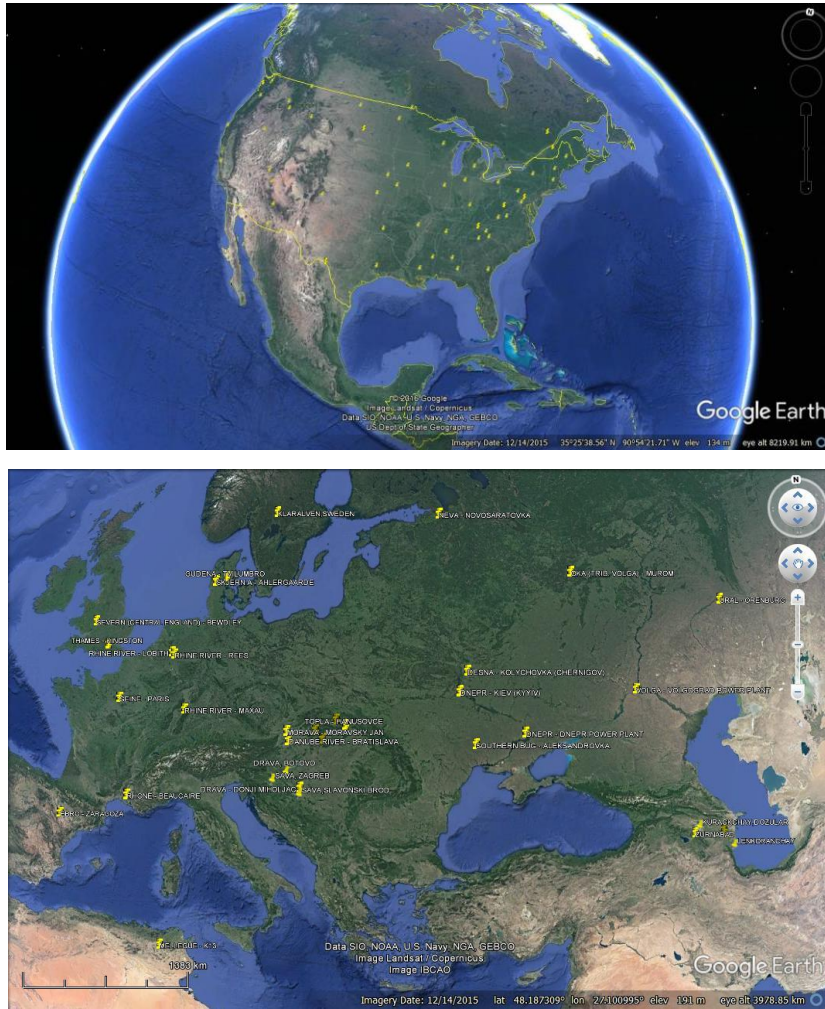 N
© 2016 Google
Image Landsat / Copernicus
Data SIO, NOAA, U.S. Navy, NGA, GEBCO
US Dept of State Geographer
Google Earth
Imagery Date: 12/14/2015 35°25'38.56" N 90°54'21.71" W elev 134 m eye alt 8219.91 km
N
KLARALVEN SWEDEN
NEVA - NOVOSARATOVKA
OKA (TRIB. VOLGA) - MUROM
SKJERN A - AHLERGAARDE
URAL - ORENBURG
SEVERN (CENTRAL ENGLAND) - BEWDLEY
THAMES - KINGSTON
RHINE RIVER - LOBITH
RHINE RIVER - REES
DESNA - KOLYCHOVKA (CHERNIGOV)
DNEPR - KIEV (KYYIV)
VOLGA - VOLGOGRAD POWER PLANT
SEINE - PARIS
RHINE RIVER - MAXAU
MORAVA - MORAVSKY JAN
DANUBE RIVER - BRATISLAVA
DNEPR - DNEPR POWER PLANT
SOUTHERN BUG - ALEKSANDROVKA
DRAVA, BOTOVO
SAVA, ZAGREB
DRAVA - DONJI MIHOLJAC
SAVA,SLAVONSKI BROD
RHONE - BEAUCAIRE
EBRO - ZARAGOZA
KURACKCHAY-DOZULAR
ZURNABAD
LENKORANCHAY
1383 km
Data SIO, NOAA, U.S. Navy, NGA, GEBCO
Image Landsat / Copernicus
Image IBCAO
Google Earth
Imagery Date: 12/14/2015 lat 48.187309° lon 27.100995° elev 191 m eye alt 3978.85 km